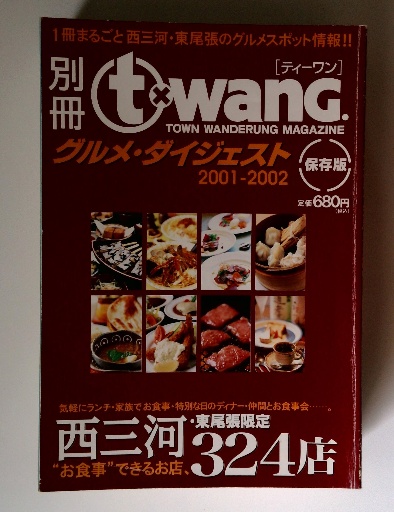 1冊まるごと西三河・東尾張のグルメスポット情報!!
別冊
[ティーワン]
t×wanG.
TOWN WANDERUNG MAGAZINE
グルメ・ダイジェスト
2001-2002
保存版
定価680円
(税込)
気軽にランチ・家族でお食事・特別な日のディナー・仲間とお食事会……。
西三河・東尾張限定
"お食事"できるお店、324店